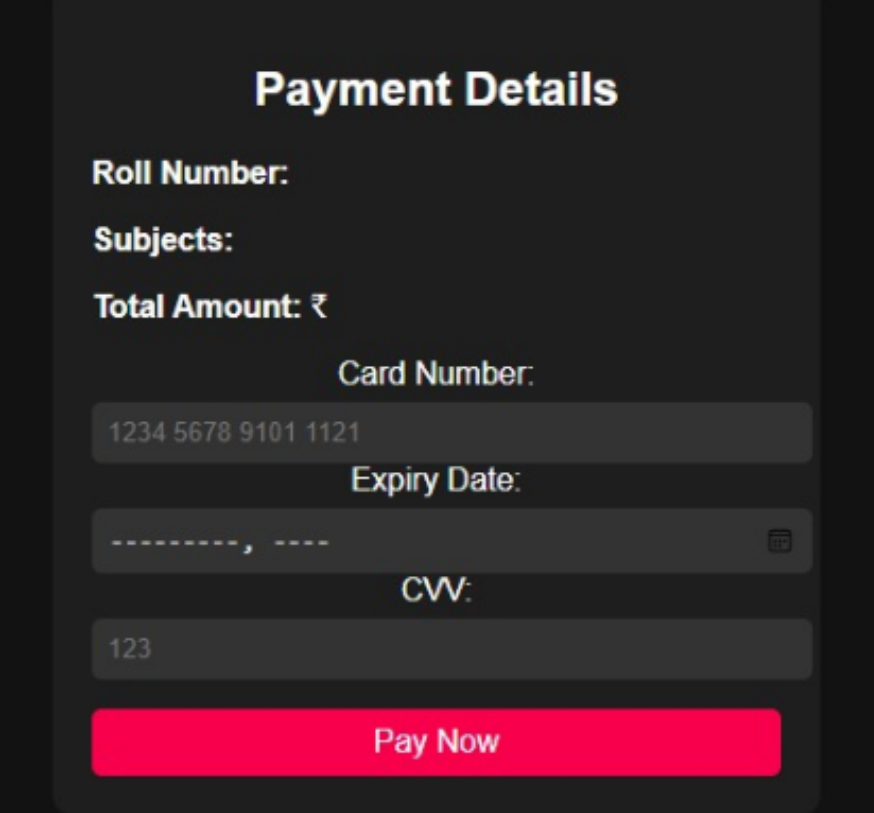 Payment Details
Roll Number:
Subjects:
Total Amount: ₹
Card Number:
1234 5678 9101 1121
Expiry Date:
---------, ----
CVV:
123
Pay Now